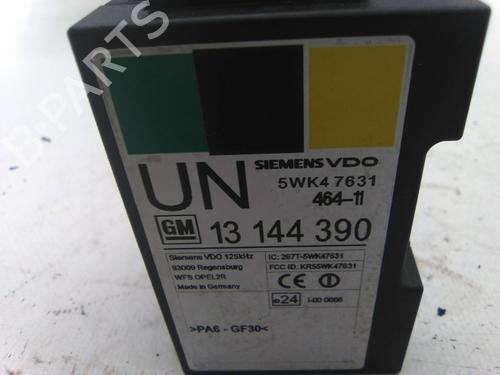 SIEMENS VDO
5WK4 7631
UN
464-11
GM 13 144 390
Siemens VDO 125kHz
93009 Regensburg
WFS OPEL2R
Made in Germany
IC: 267T-5WK47631
FCC ID: KR55WK47631
CE
e24 I-00 0066
>PA6 - GF30<